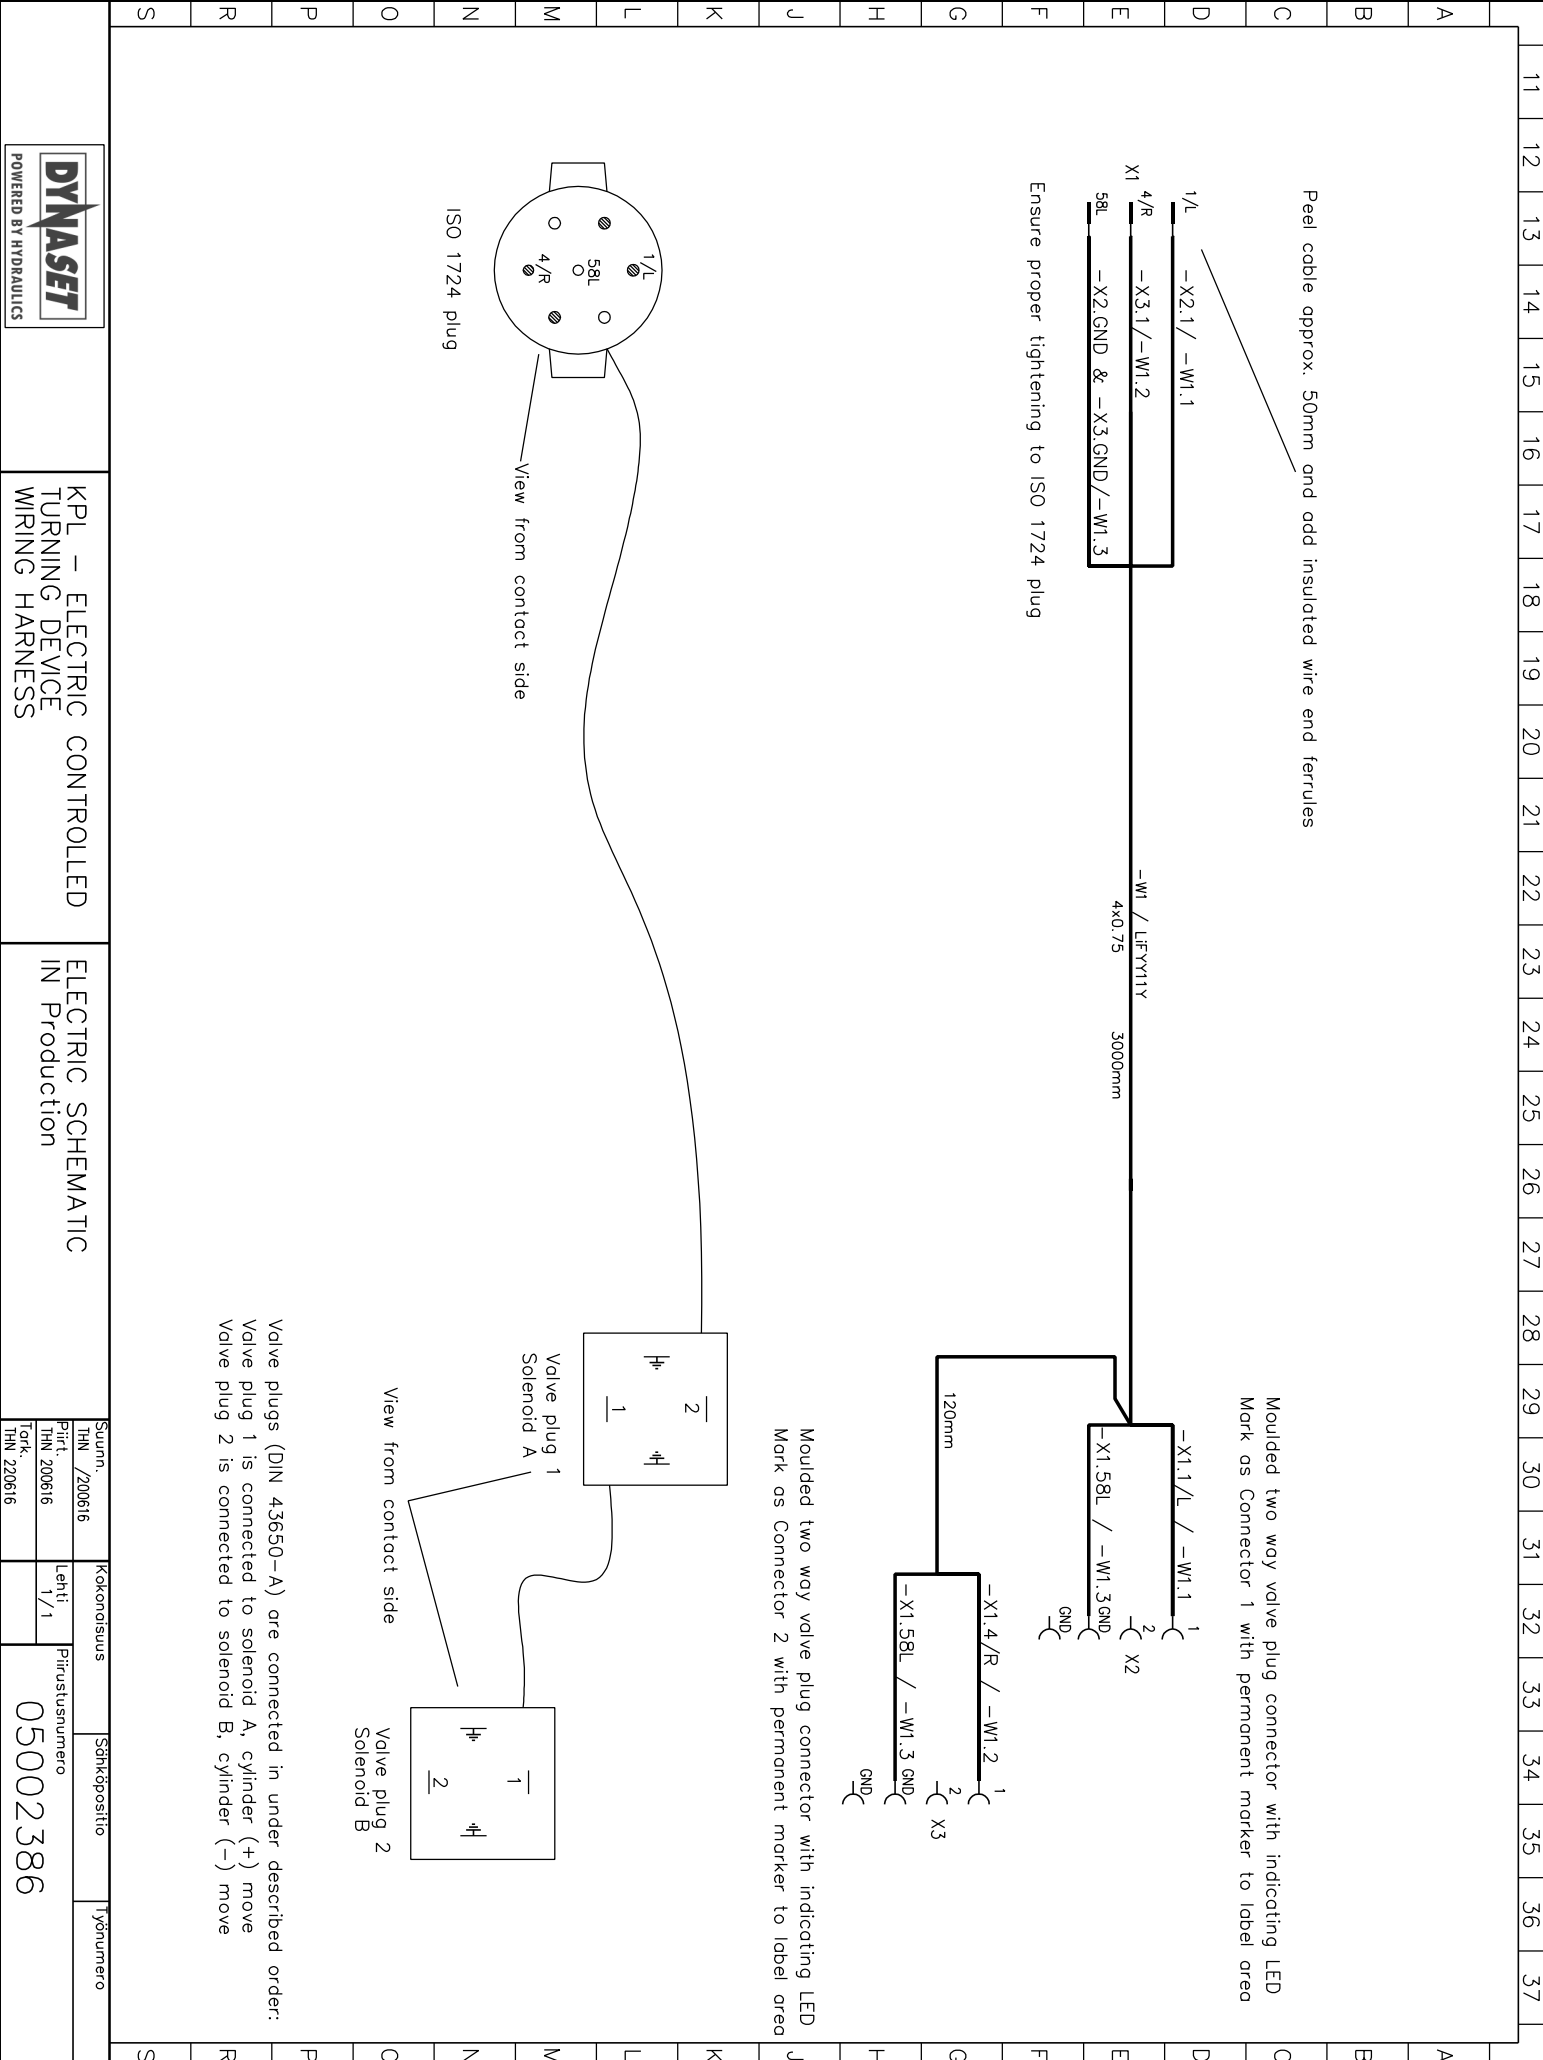 11 12 13 14 15 16 17 18 19 20 21 22 23 24 25 26 27 28 29 30 31 32 33 34 35 36 37
A A
B B
C C
D D
E E
F F
G G
H H
J J
K K
L L
M M
N N
O O
P P
R R
S S
Peel cable approx. 50mm and add insulated wire end ferrules
Moulded two way valve plug connector with indicating LED
Mark as Connector 1 with permanent marker to label area
X1
1/L
-X2.1/ -W1.1
4/R
-X3.1/-W1.2
58L
-X2.GND & -X3.GND/-W1.3
Ensure proper tightening to ISO 1724 plug
-W1 / LiFYY11Y
4x0.75
3000mm
-X1.1/L / -W1.1
1
2
X2
-X1.58L / -W1.3
GND
GND
120mm
-X1.4/R / -W1.2
1
2
X3
-X1.58L / -W1.3
GND
GND
Moulded two way valve plug connector with indicating LED
Mark as Connector 2 with permanent marker to label area
1/L
58L
4/R
ISO 1724 plug
View from contact side
2
1
Valve plug 1
Solenoid A
View from contact side
1
2
Valve plug 2
Solenoid B
Valve plugs (DIN 43650-A) are connected in under described order:
Valve plug 1 is connected to solenoid A, cylinder (+) move
Valve plug 2 is connected to solenoid B, cylinder (-) move
DYNASET
POWERED BY HYDRAULICS
KPL - ELECTRIC CONTROLLED
TURNING DEVICE
WIRING HARNESS
ELECTRIC SCHEMATIC
IN Production
Suunn.
THN /200616
Piirt.
THN 200616
Tark.
THN 220616
Kokonaisuus
Sähköpositio
Työnumero
Lehti
1/1
Piirustusnumero
05002386